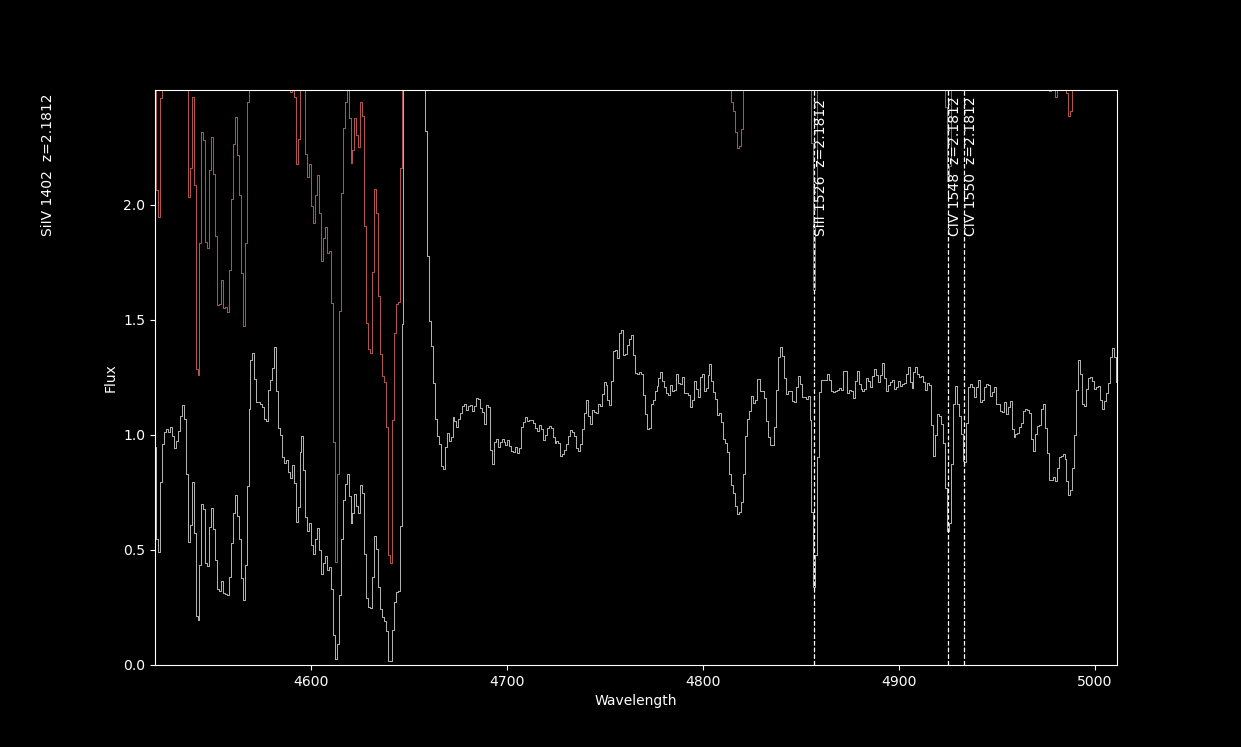 SiIV 1402  z=2.1812
SiII 1526  z=2.1812
CIV 1548  z=2.1812
CIV 1550  z=2.1812
Flux
2.0
1.5
1.0
0.5
0.0
4600
4700
4800
4900
5000
Wavelength